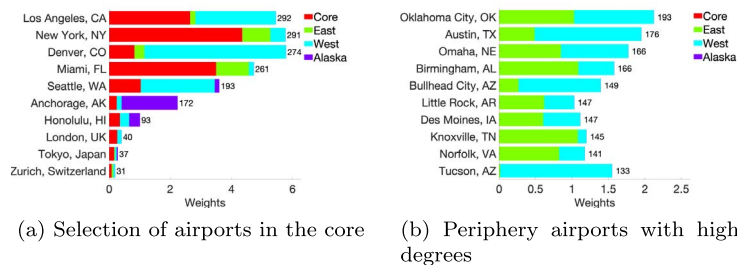 Los Angeles, CA 292
New York, NY 291
Denver, CO 274
Miami, FL 261
Seattle, WA 193
Anchorage, AK 172
Honolulu, HI 93
London, UK 40
Tokyo, Japan 37
Zurich, Switzerland 31
0 2 4 6
Weights
Core
East
West
Alaska
(a) Selection of airports in the core
Oklahoma City, OK 193
Austin, TX 176
Omaha, NE 166
Birmingham, AL 166
Bullhead City, AZ 149
Little Rock, AR 147
Des Moines, IA 147
Knoxville, TN 145
Norfolk, VA 141
Tucson, AZ 133
0 0.5 1 1.5 2 2.5
Weights
Core
East
West
Alaska
(b) Periphery airports with high
degrees